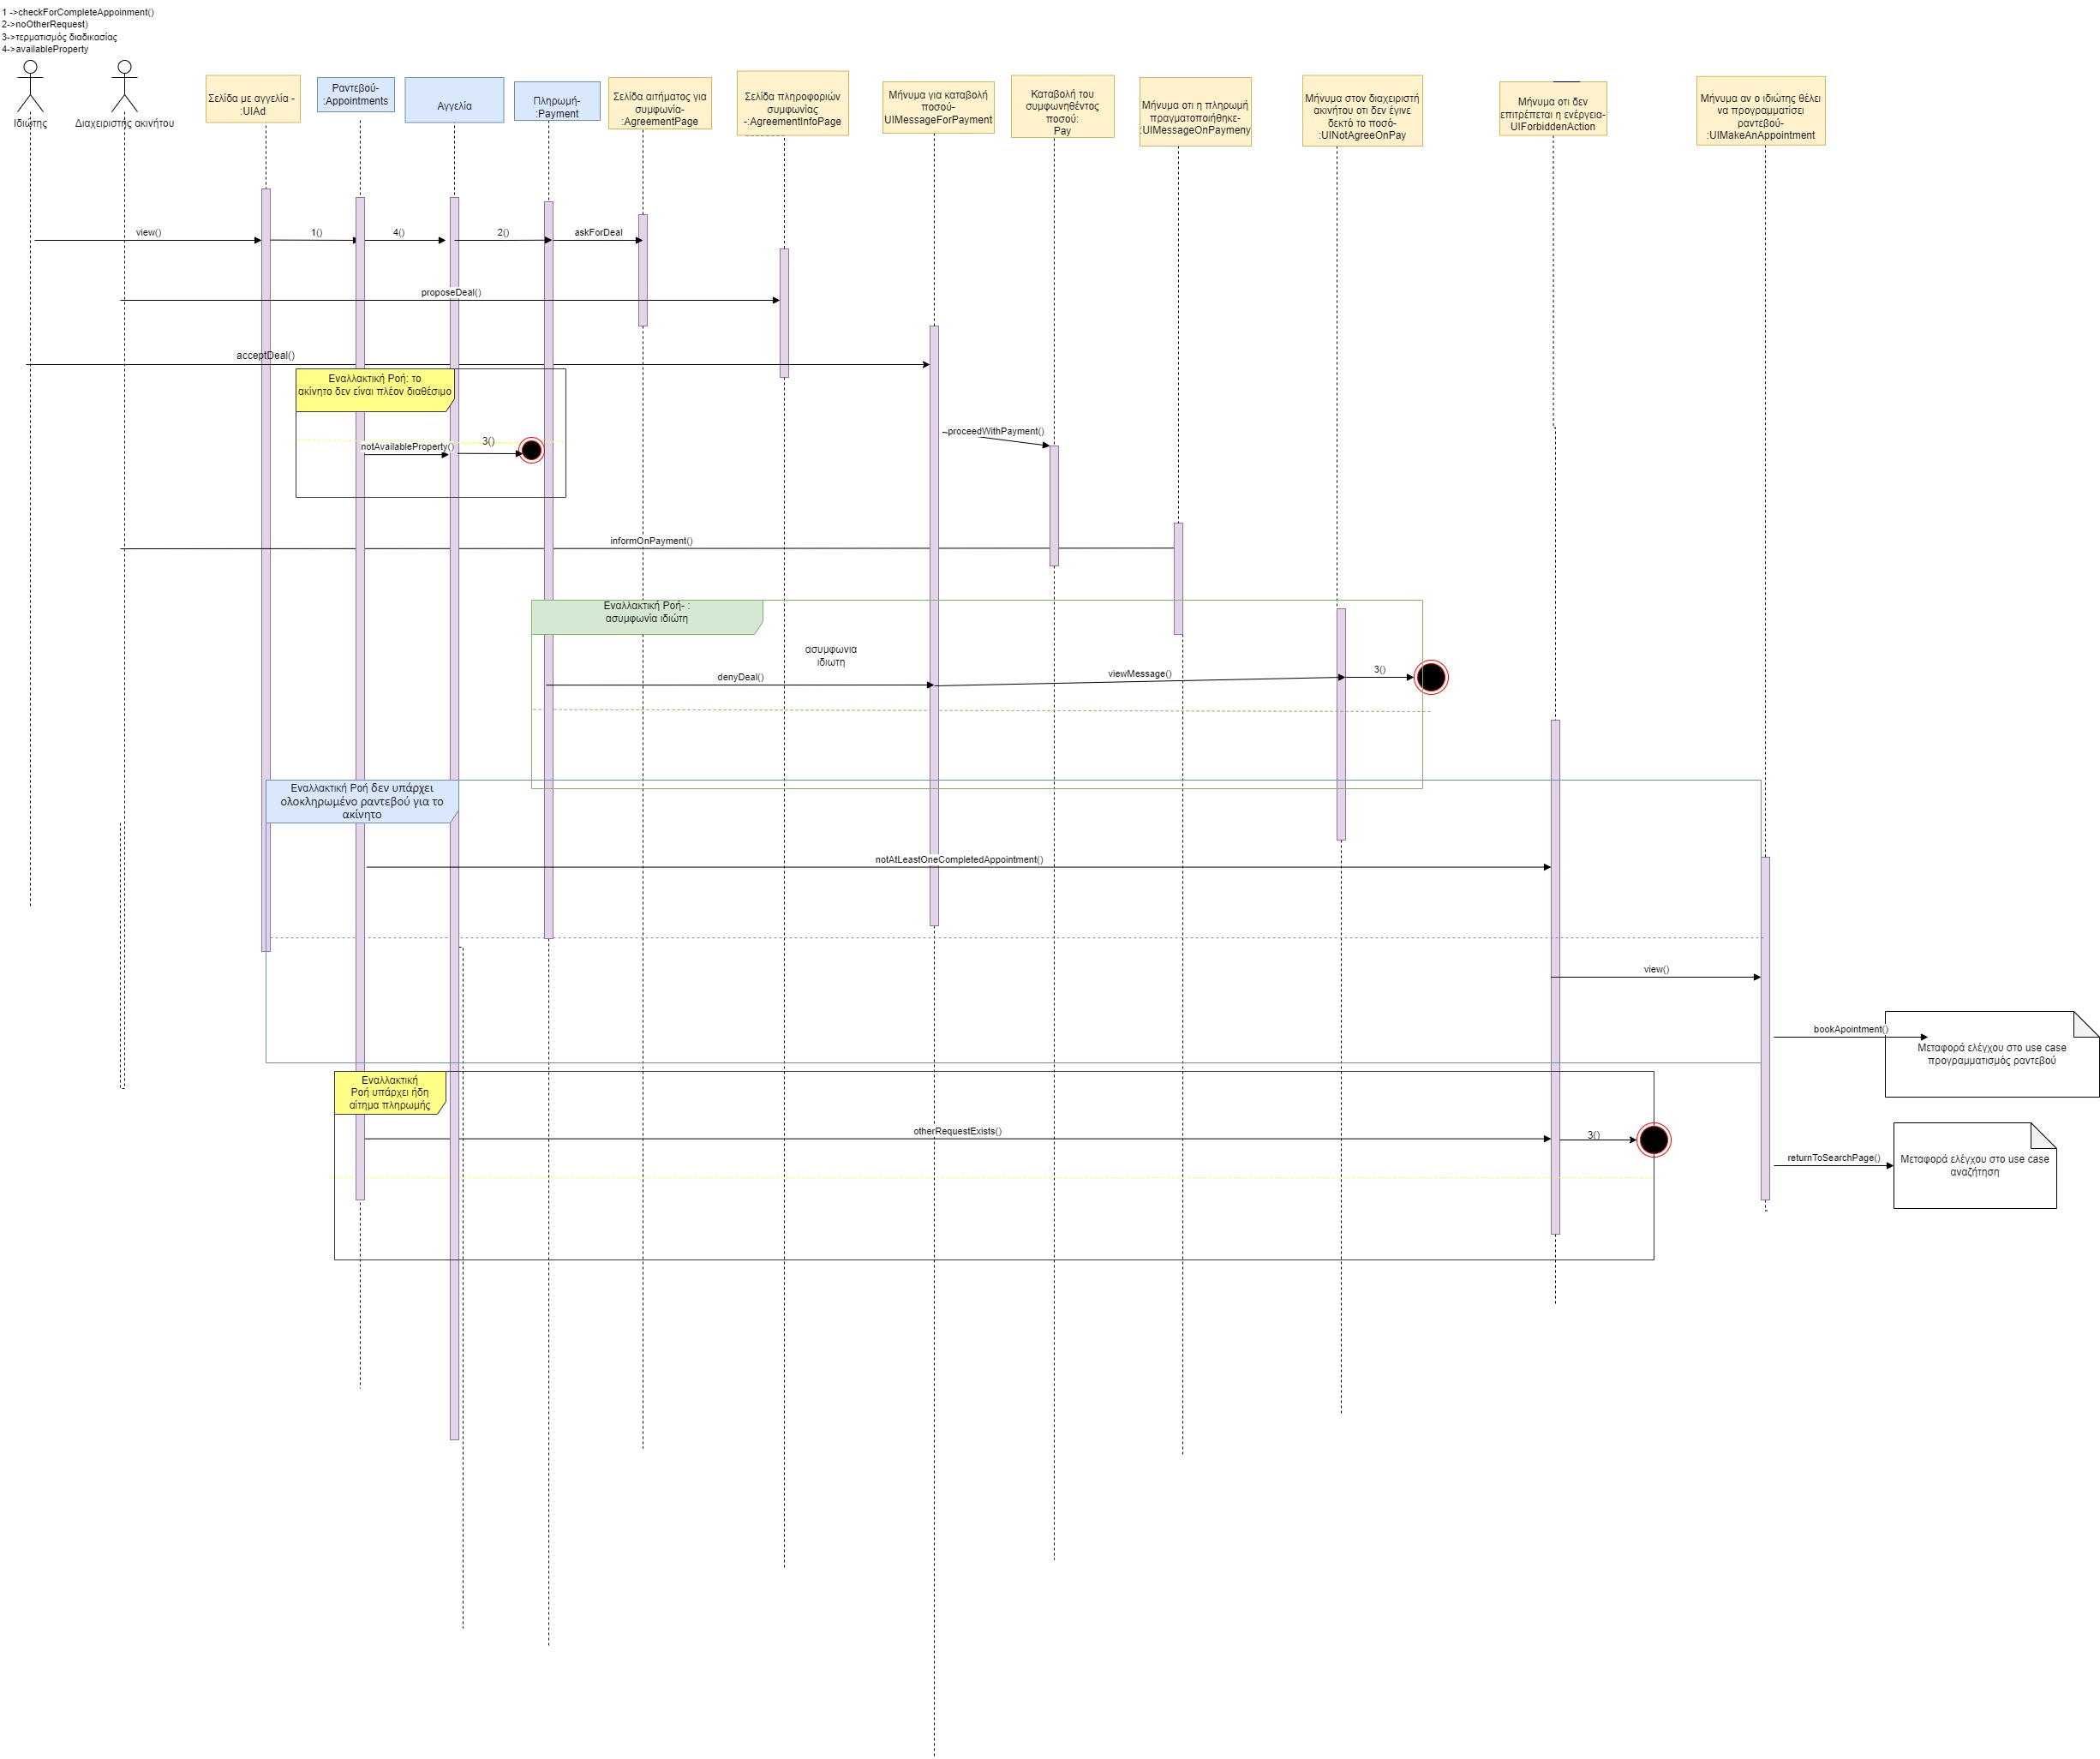 1 ->checkForCompleteAppoinment()
2->noOtherRequest)
3->τερματισμός διαδικασίας
4->availableProperty
Ιδιώτης
Διαχειριστης ακινήτου
Σελίδα με αγγελία -
:UIAd
Ραντεβού-
:Appointments
Αγγελία
Πληρωμή-
:Payment
Σελίδα αιτήματος για
συμφωνία-
:AgreementPage
Σελίδα πληροφοριών
συμφωνίας
-:AgreementInfoPage
Μήνυμα για καταβολή
ποσού-
UIMessageForPayment
Καταβολή του
συμφωνηθέντος
ποσού:
Pay
Μήνυμα οτι η πληρωμή
πραγματοποιήθηκε-
:UIMessageOnPaymeny
Μήνυμα στον διαχειριστή
ακινήτου οτι δεν έγινε
δεκτό το ποσό-
:UINotAgreeOnPay
Μήνυμα οτι δεν
επιτρέπεται η ενέργεια-
UIForbiddenAction
Μήνυμα αν ο ιδιώτης θέλει
να προγραμματίσει
ραντεβού-
:UIMakeAnAppointment
view()
1()
4()
2()
askForDeal
proposeDeal()
acceptDeal()
Εναλλακτική Ροή: το
ακίνητο δεν είναι πλέον διαθέσιμο
~proceedWithPayment()
notAvailableProperty()
3()
informOnPayment()
Εναλλακτική Ροή- :
ασυμφωνία ιδιώτη
ασυμφωνια
ιδιωτη
denyDeal()
viewMessage()
3()
Εναλλακτική Ροή δεν υπάρχει
ολοκληρωμένο ραντεβού για το
ακίνητο
notAtLeastOneCompletedAppointment()
view()
bookApointment()
Μεταφορά ελέγχου στο use case
προγραμματισμός ραντεβού
Εναλλακτική
Ροή υπάρχει ήδη
αίτημα πληρωμής
otherRequestExists()
3()
returnToSearchPage()
Μεταφορά ελέγχου στο use case
αναζήτηση